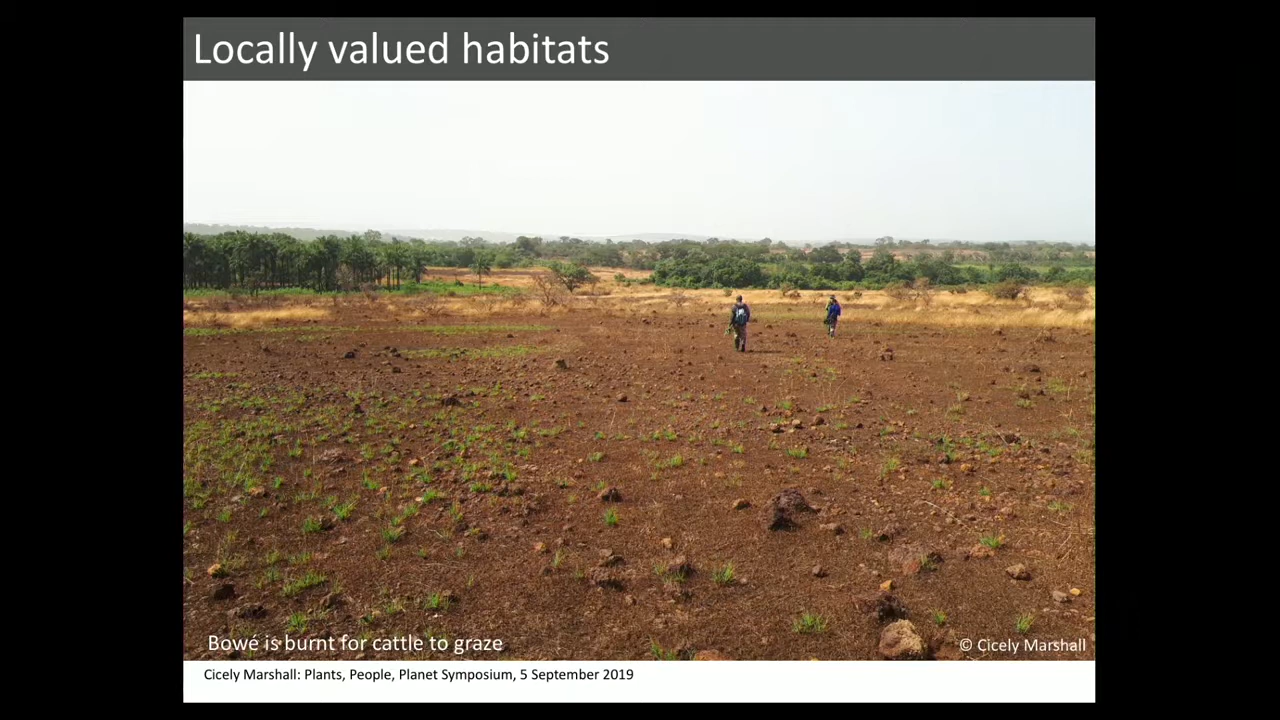 Locally valued habitats
Bowé is burnt for cattle to graze
© Cicely Marshall
Cicely Marshall: Plants, People, Planet Symposium, 5 September 2019